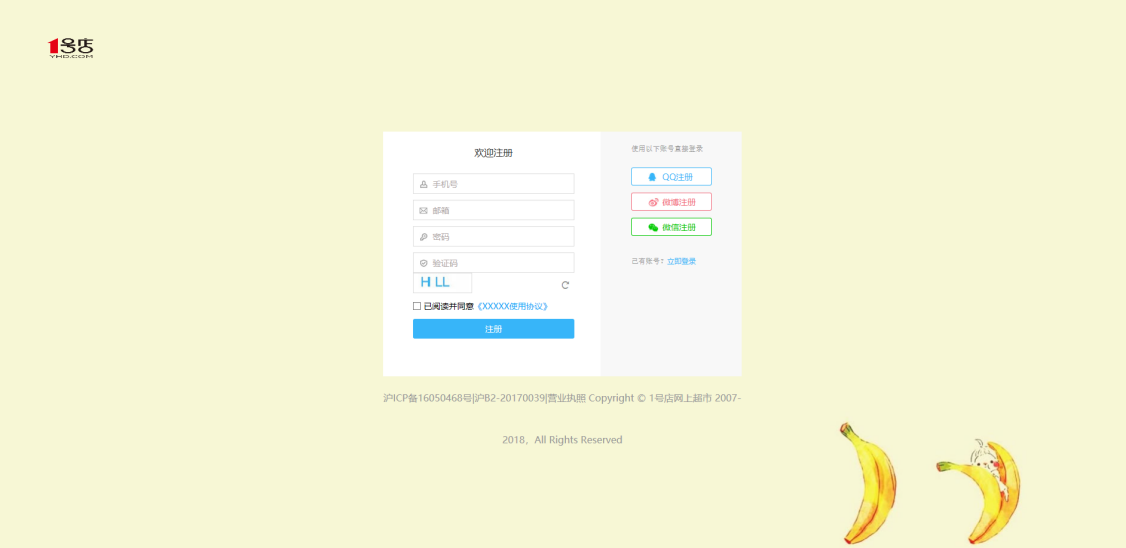 1号店
YHD.COM
欢迎注册
手机号
邮箱
密码
验证码
HILL
已阅读并同意《XXXXX使用协议》
注册
使用以下账号直接登录
QQ注册
微博注册
微信注册
已有账号？立即登录
沪ICP备16050468号|沪B2-20170039|营业执照 Copyright © 1号店网上超市 2007-
2018，All Rights Reserved